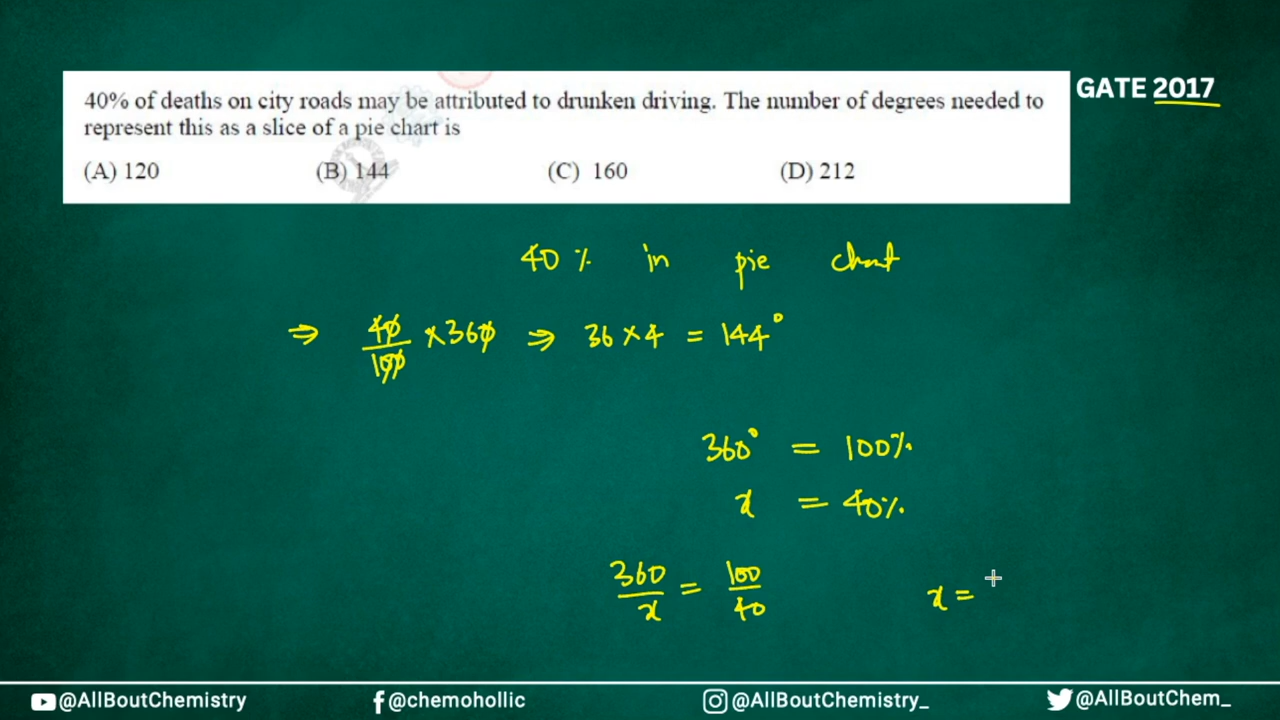 GATE 2017
40% of deaths on city roads may be attributed to drunken driving. The number of degrees needed to
represent this as a slice of a pie chart is
(A) 120 (B) 144 (C) 160 (D) 212
40 % in pie chart
⇒ 40/100 × 360 ⇒ 36 × 4 = 144°
360° = 100%
x = 40%
360/x = 100/40 x =
@AllBoutChemistry @chemohollic @AllBoutChemistry_ @AllBoutChem_